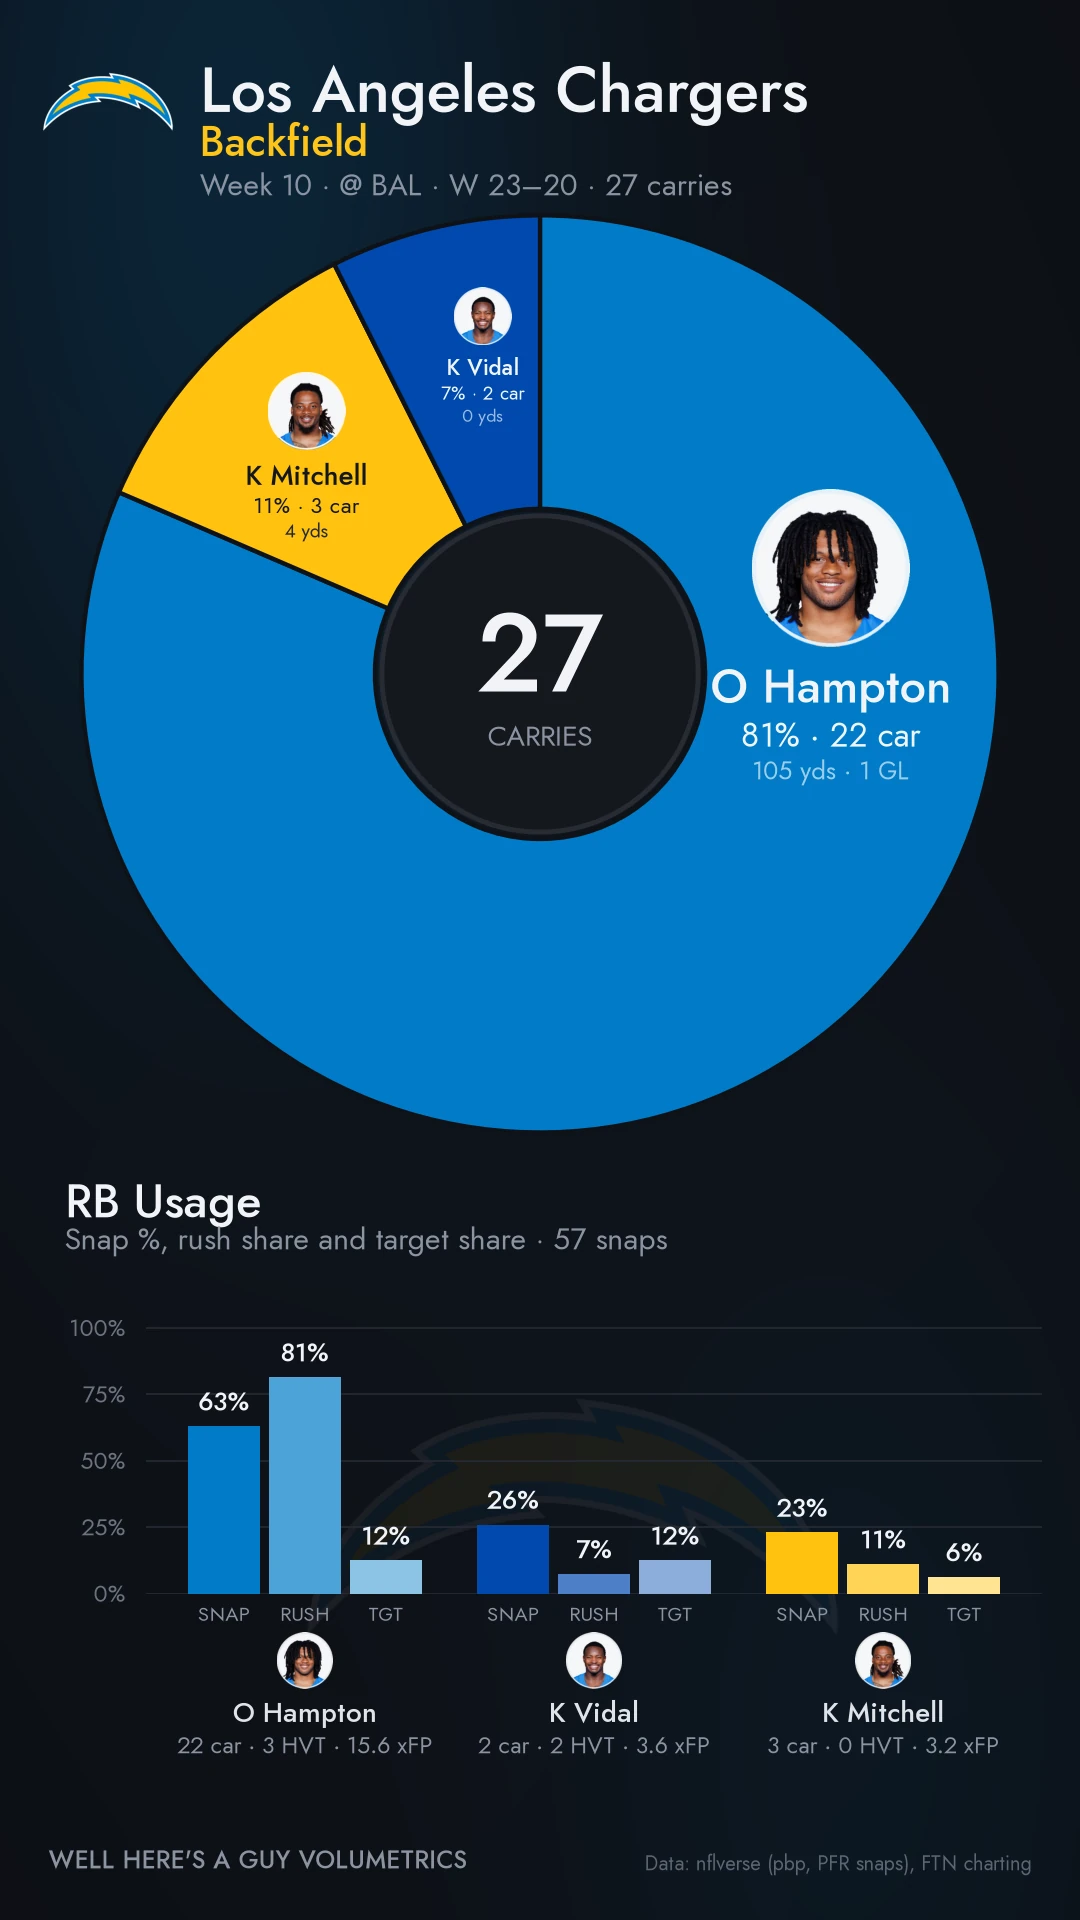 Los Angeles Chargers
Backfield
Week 10 · @ BAL · W 23–20 · 27 carries
K Vidal
7% · 2 car
0 yds
K Mitchell
11% · 3 car
4 yds
27
CARRIES
O Hampton
81% · 22 car
105 yds · 1 GL
RB Usage
Snap %, rush share and target share · 57 snaps
100%
75%
50%
25%
0%
63% 81% 12%
26% 7% 12%
23% 11% 6%
SNAP RUSH TGT
SNAP RUSH TGT
SNAP RUSH TGT
O Hampton
22 car · 3 HVT · 15.6 xFP
K Vidal
2 car · 2 HVT · 3.6 xFP
K Mitchell
3 car · 0 HVT · 3.2 xFP
WELL HERE'S A GUY VOLUMETRICS
Data: nflverse (pbp, PFR snaps), FTN charting